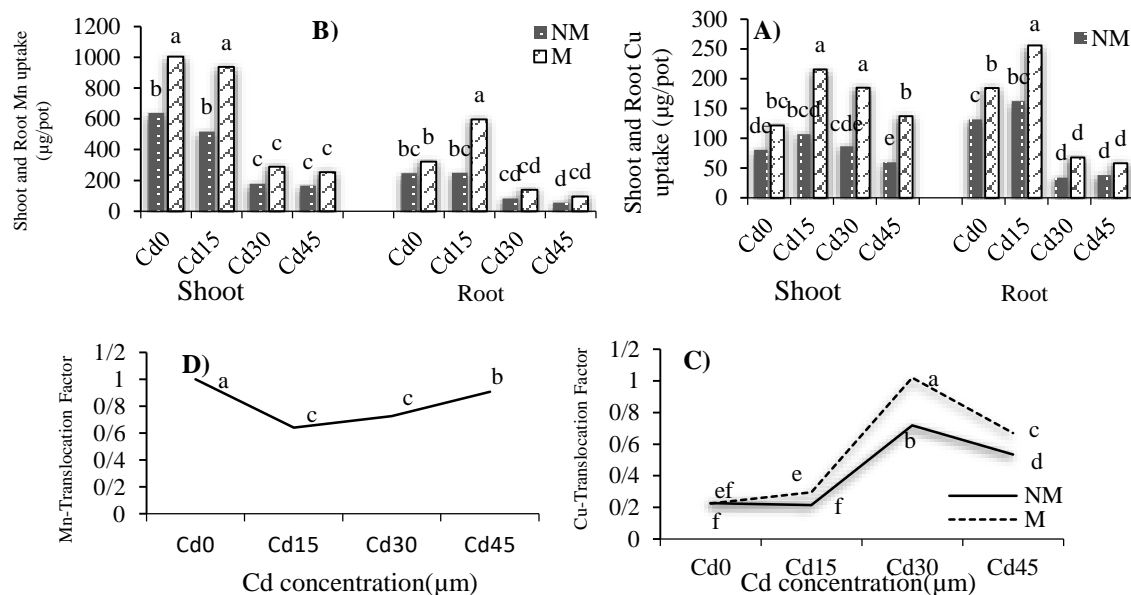 B)
NM
M
Shoot and Root Mn uptake
(µg/pot)
1200
1000
800
600
400
200
0
b a b a c c c c bc b bc a cd cd d cd
Cd0 Cd15 Cd30 Cd45 Cd0 Cd15 Cd30 Cd45
Shoot Root
A)
NM
Shoot and Root Cu
uptake (µg/pot)
300
250
200
150
100
50
0
de bc bcd a cde a e b c b bc a d d d d
Cd0 Cd15 Cd30 Cd45 Cd0 Cd15 Cd30 Cd45
Shoot Root
D)
Mn-Translocation Factor
1/2
1
0/8
0/6
0/4
0/2
0
a c c b
Cd0 Cd15 Cd30 Cd45
Cd concentration(µm)
C)
Cu-Translocation Factor
1/2
1
0/8
0/6
0/4
0/2
0
ef e a c
f f b d
NM
M
Cd0 Cd15 Cd30 Cd45
Cd concentration(µm)